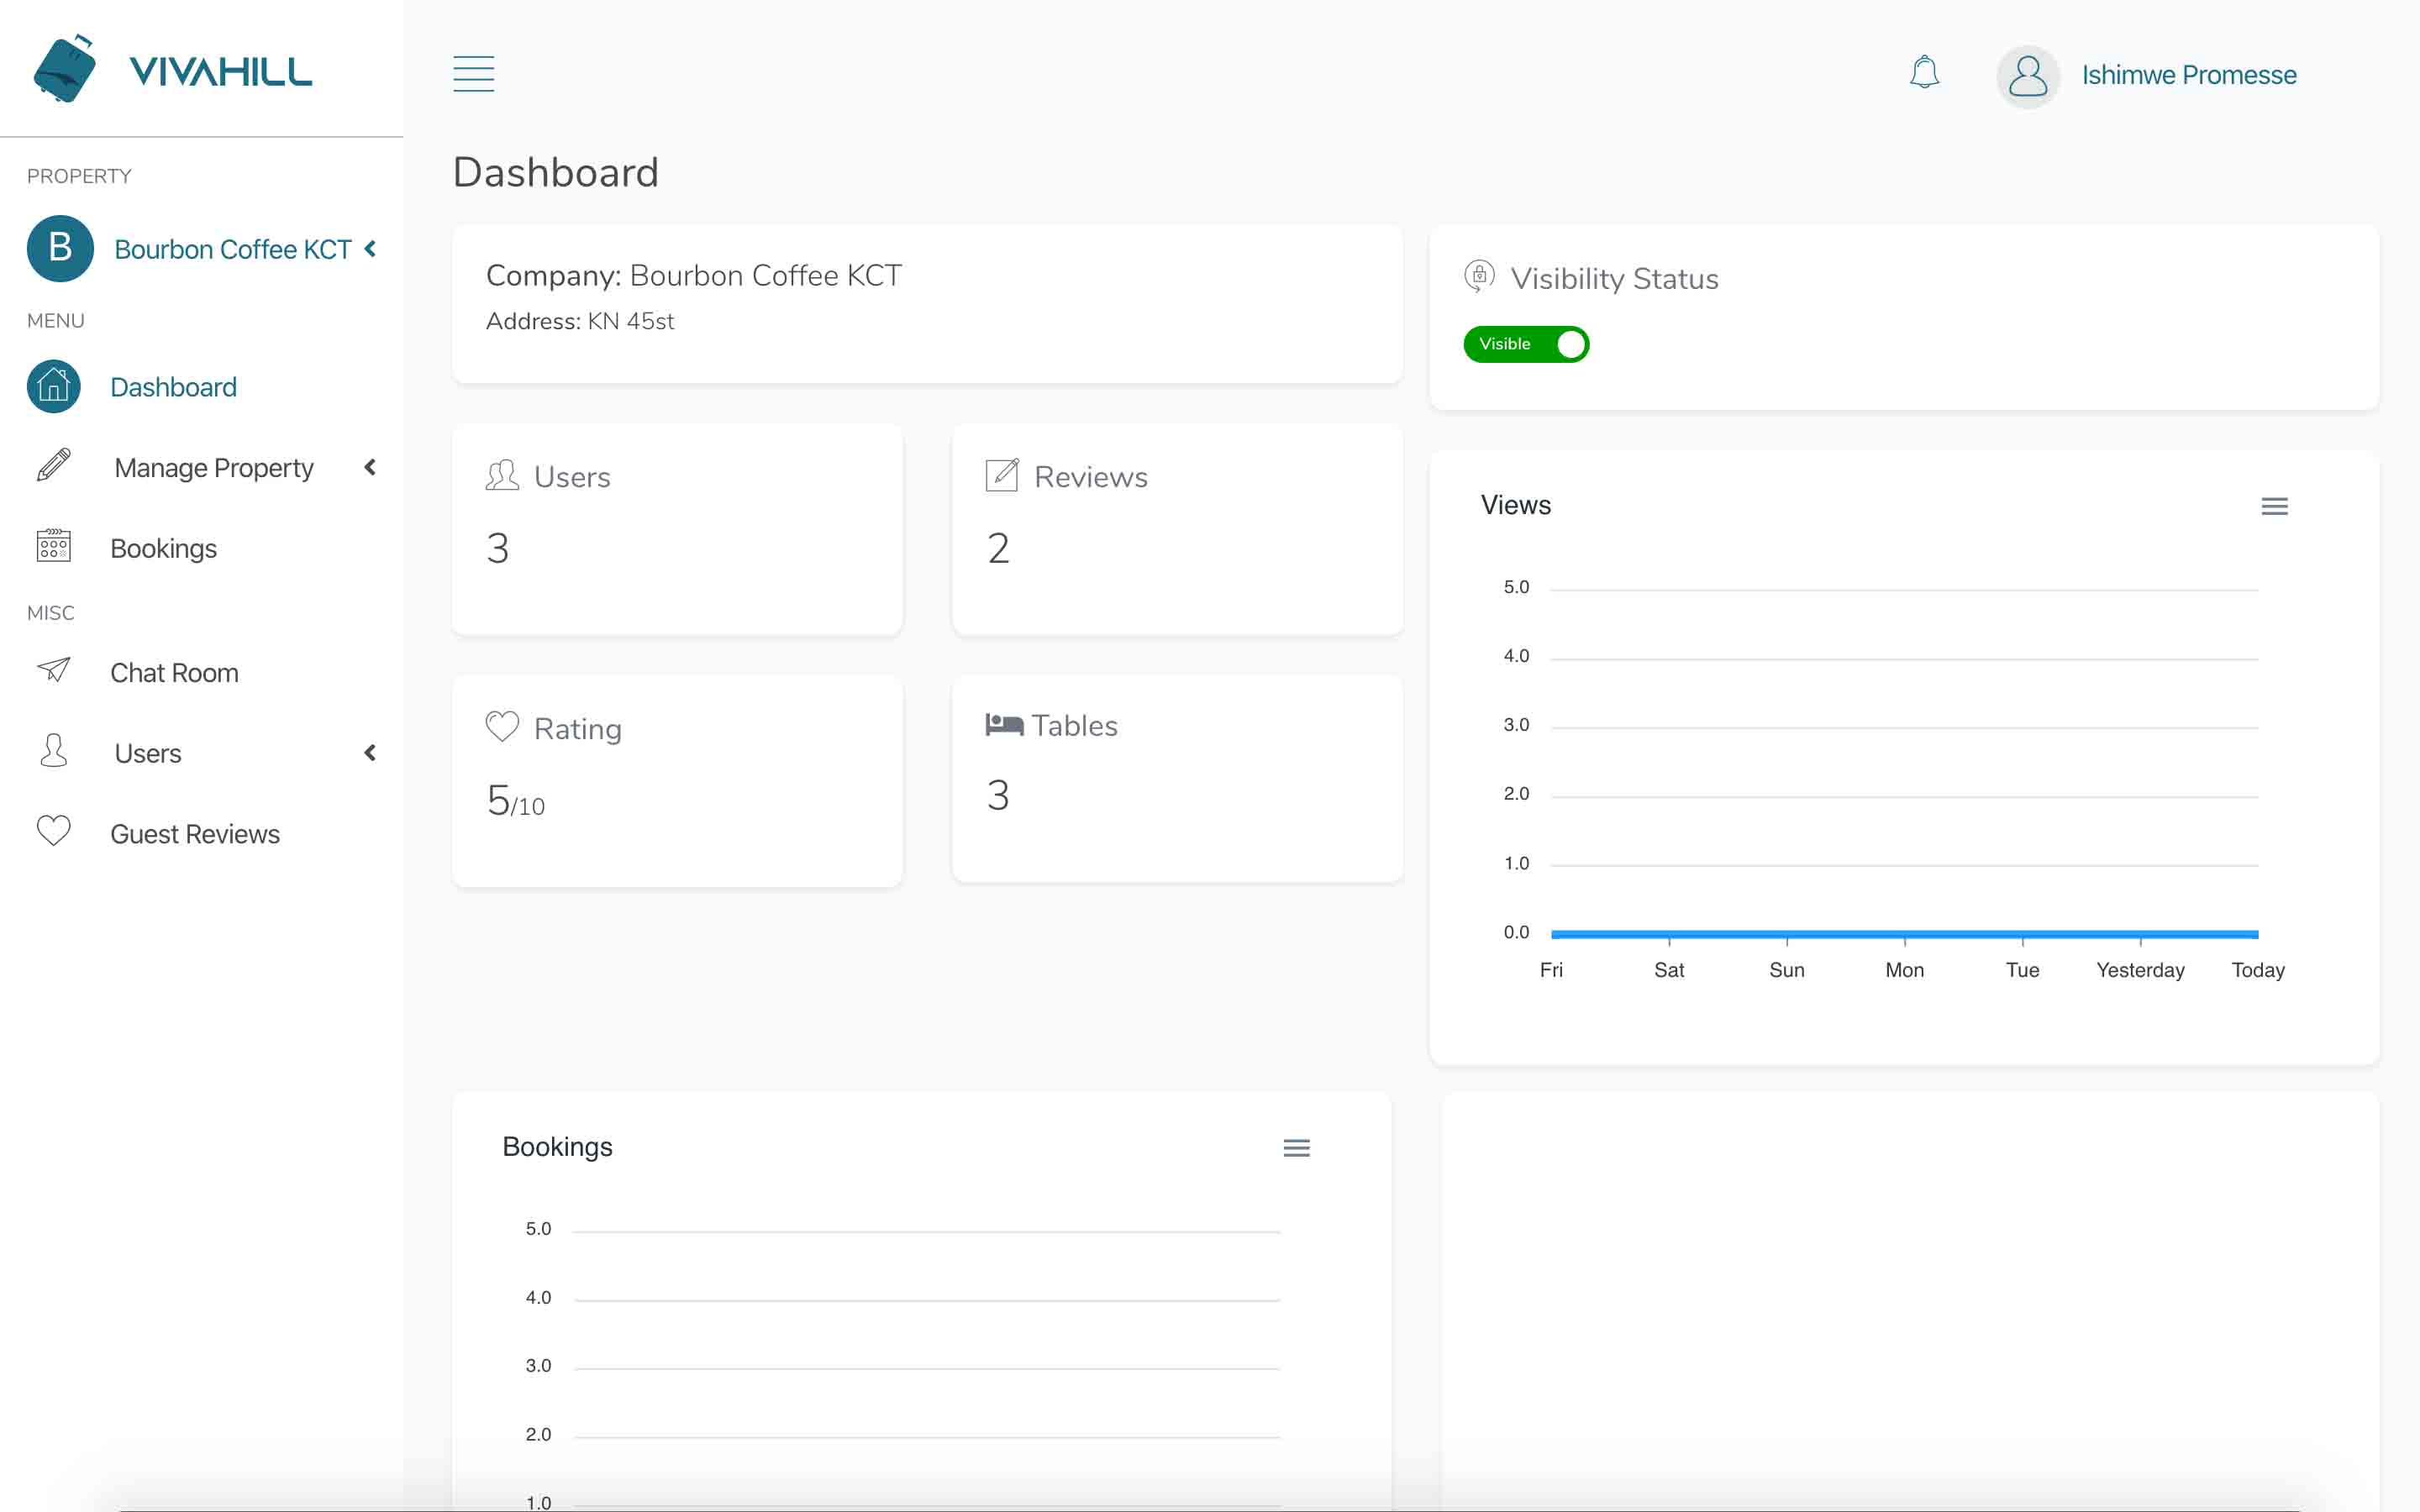 VIVAHILL
Ishimwe Promesse
PROPERTY
B
Bourbon Coffee KCT
MENU
Dashboard
Manage Property
Bookings
MISC
Chat Room
Users
Guest Reviews
Dashboard
Company: Bourbon Coffee KCT
Address: KN 45st
Visibility Status
Visible
Users
3
Reviews
2
Rating
5/10
Tables
3
Views
5.0
4.0
3.0
2.0
1.0
0.0
Fri Sat Sun Mon Tue Yesterday Today
Bookings
5.0
4.0
3.0
2.0
1.0